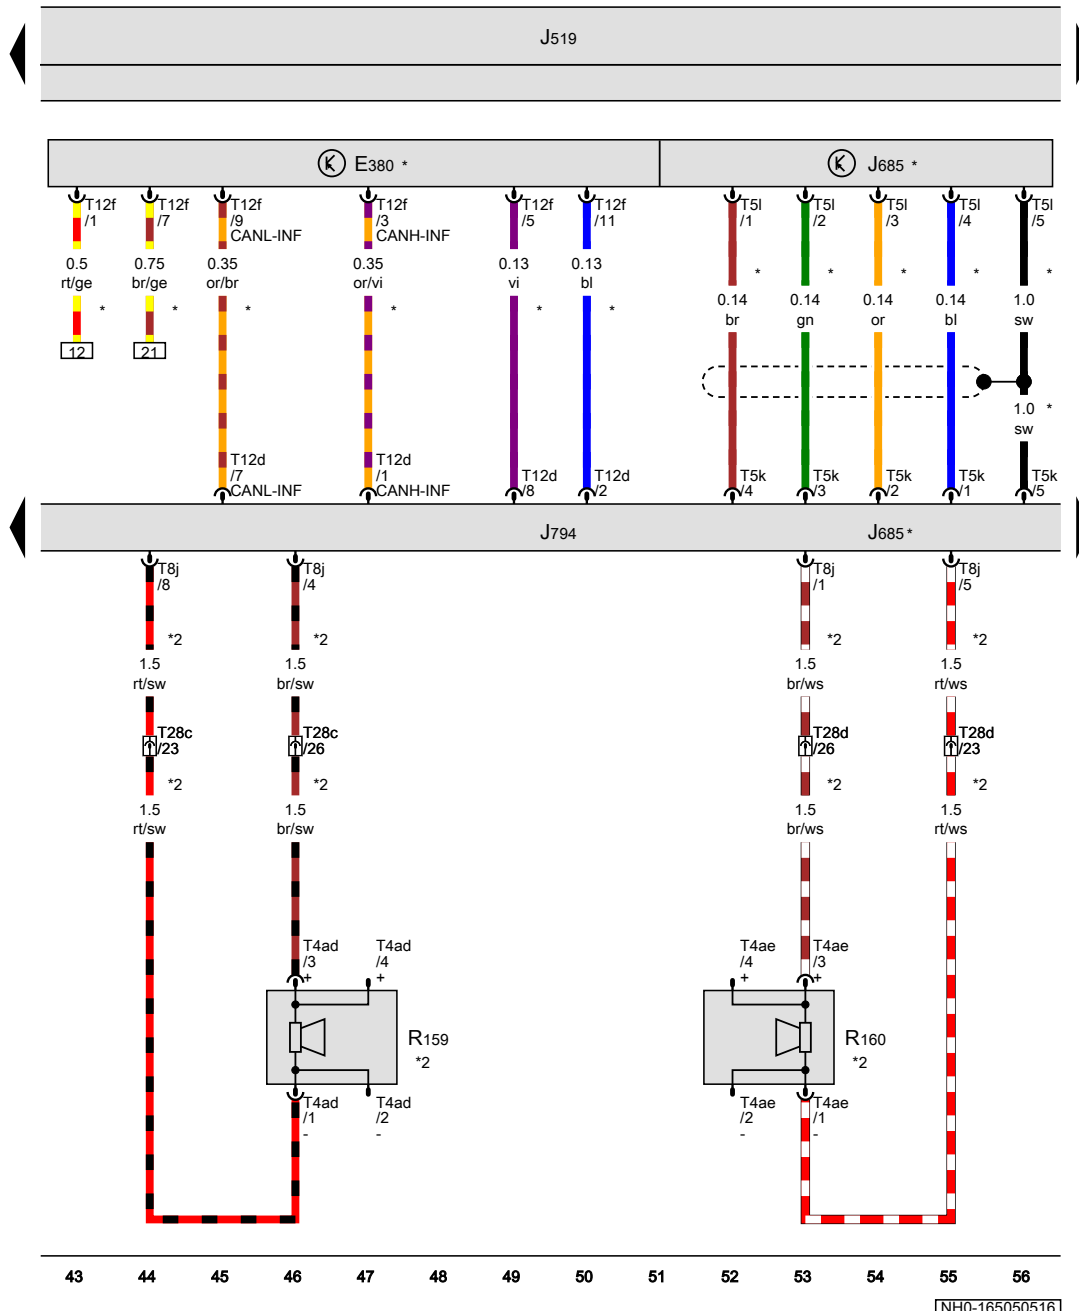 J519
E380 *
J685 *
T12f T12f T12f T12f T12f T12f T5l T5l T5l T5l T5l
/1 /7 /9 /3 /5 /11 /1 /2 /3 /4 /5
CANL-INF CANH-INF
0.5 0.75 0.35 0.35 0.13 0.13 * * * * *
rt/ge br/ge or/br or/vi vi bl
0.14 0.14 0.14 0.14 1.0
* * * * * *
br gn or bl sw
12 21
1.0 *
sw
T12d T12d T12d T12d T5k T5k T5k T5k T5k
/7 /1 /8 /2 /4 /3 /2 /1 /5
CANL-INF CANH-INF
J794
J685 *
T8j T8j T8j T8j
/8 /4 /1 /5
*2 *2 *2 *2
1.5 1.5 1.5 1.5
rt/sw br/sw br/ws rt/ws
T28c T28c T28d T28d
/23 /26 /26 /23
*2 *2 *2 *2
1.5 1.5 1.5 1.5
rt/sw br/sw br/ws rt/ws
T4ad T4ad T4ae T4ae
/3 /4 /4 /3
+ + + +
R159 R160
*2 *2
T4ad T4ad T4ae T4ae
/1 /2 /2 /1
- - - -
43 44 45 46 47 48 49 50 51 52 53 54 55 56
NH0-165050516